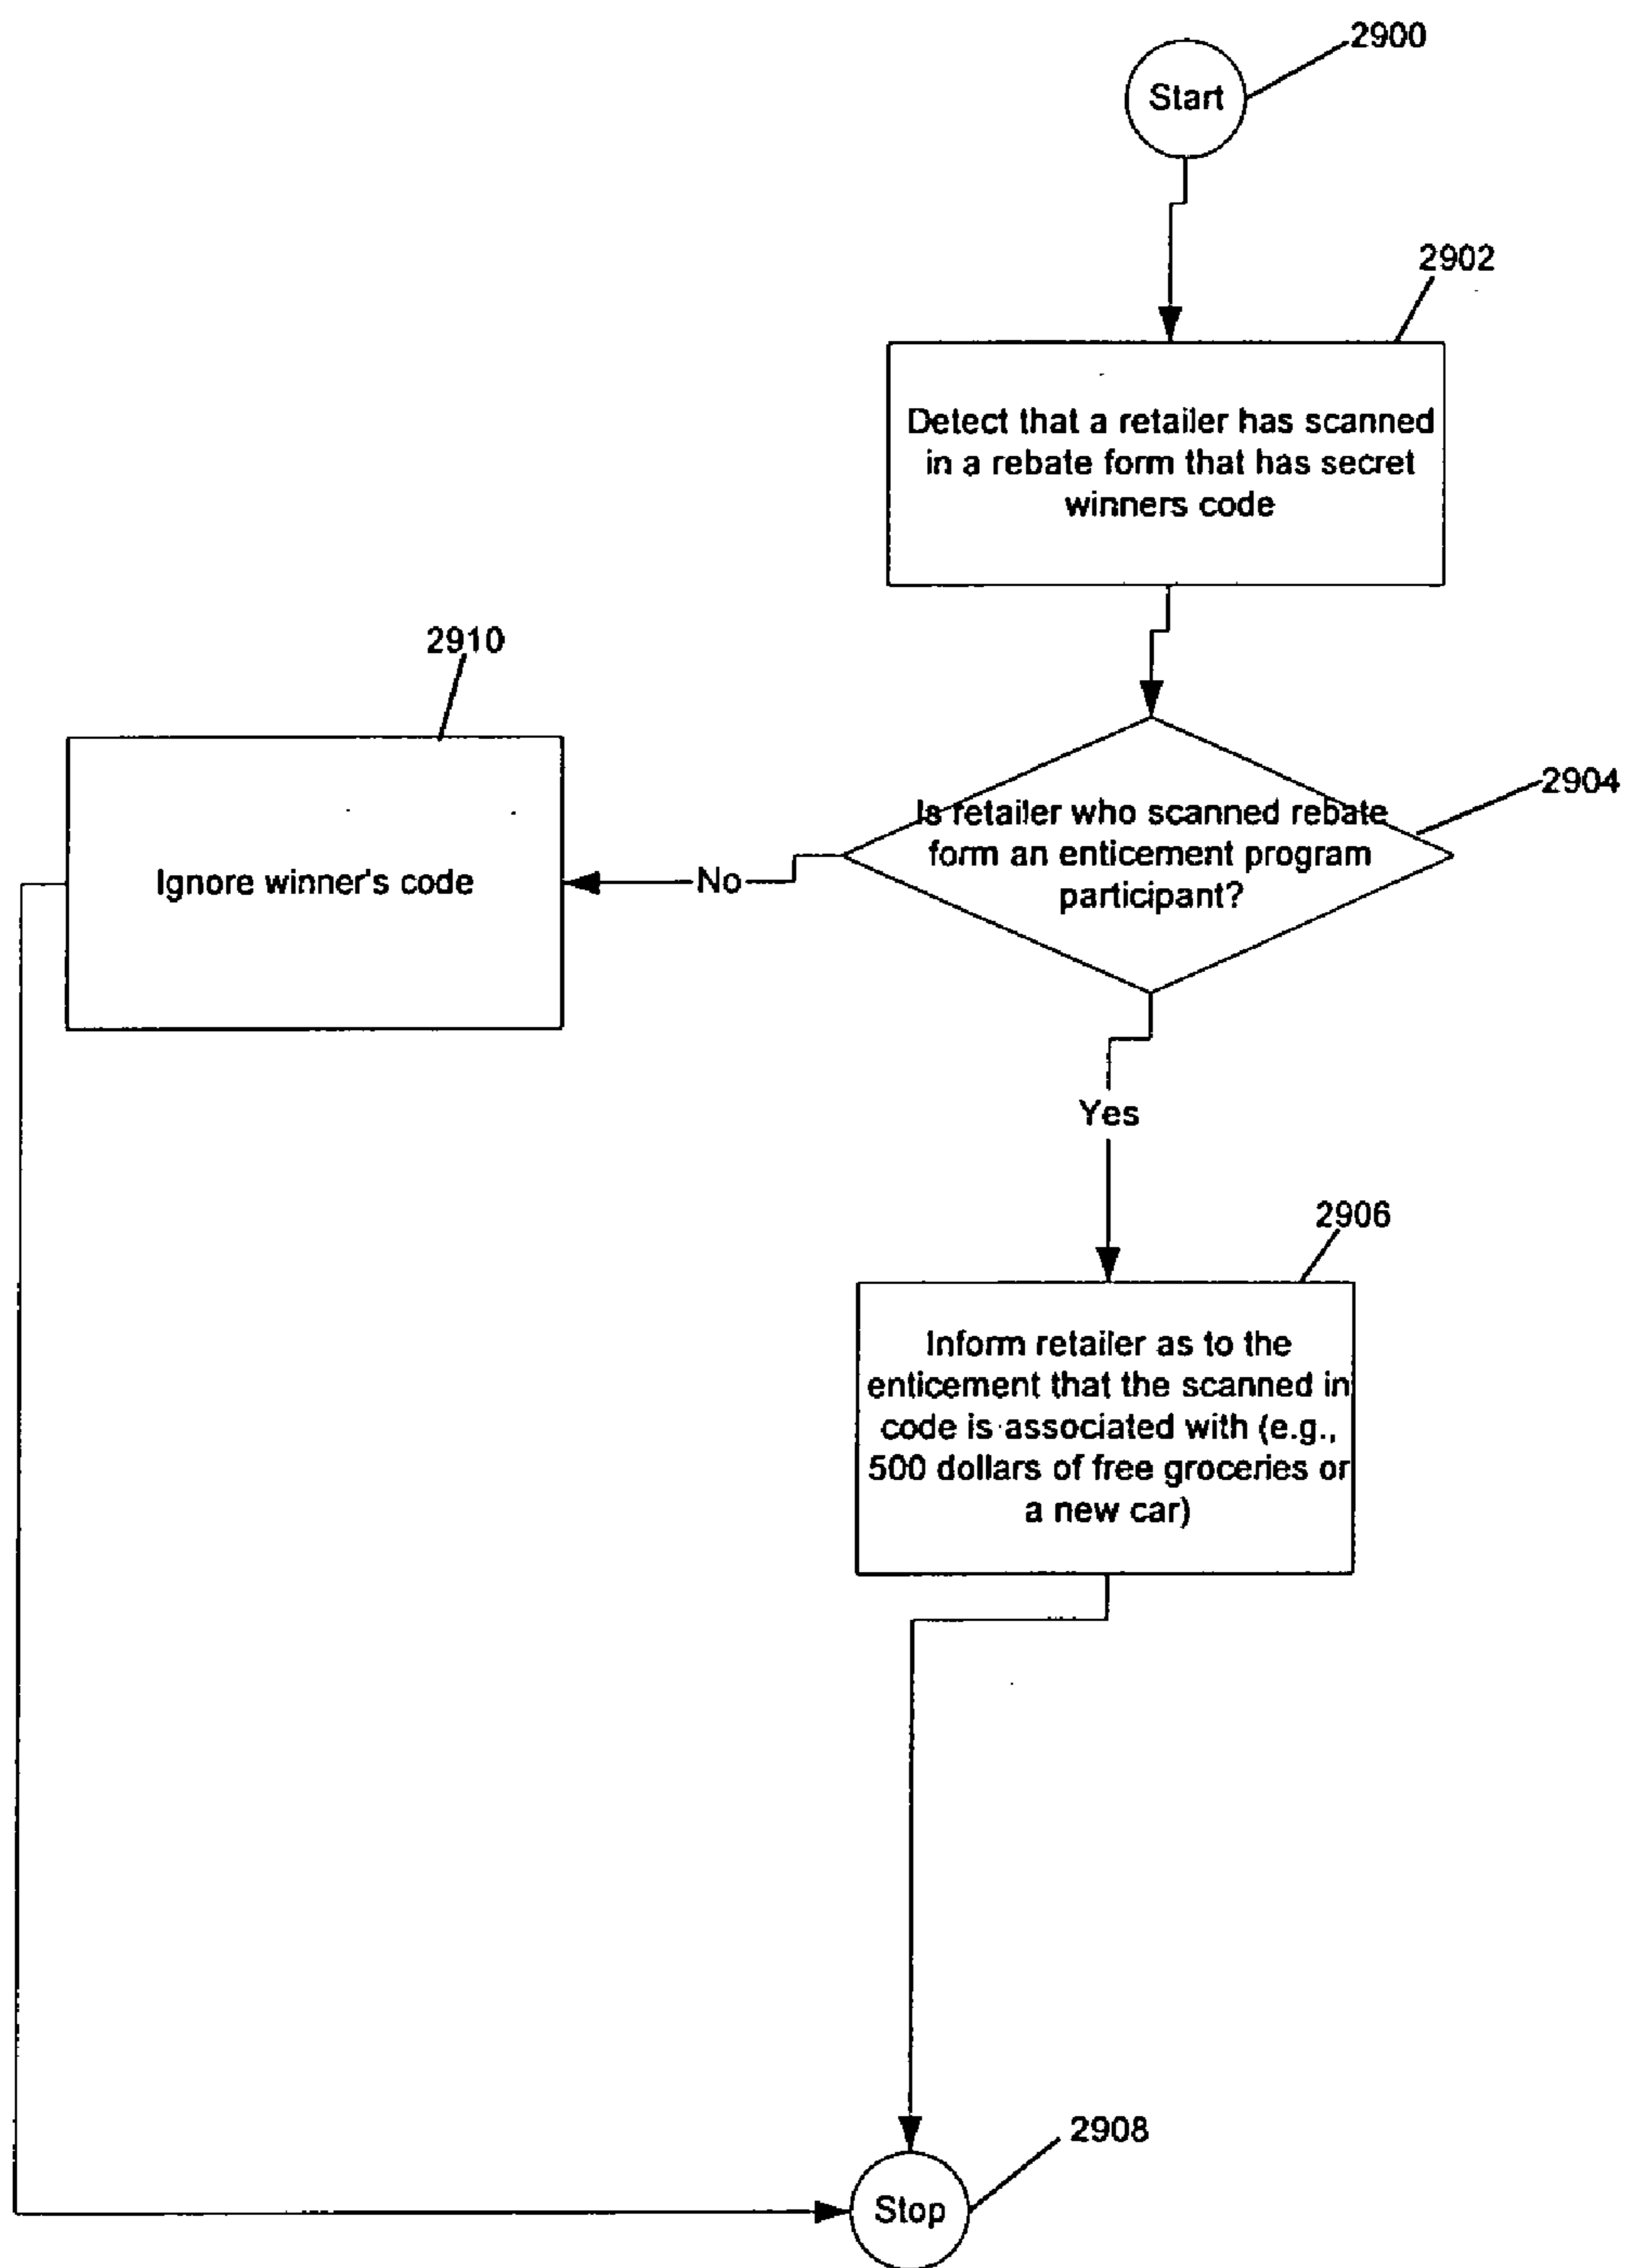 2900
Start
2902
Detect that a retailer has scanned
in a rebate form that has secret
winners code
2910
2904
Is retailer who scanned rebate
form an enticement program
participant?
Ignore winner's code
No
Yes
2906
Inform retailer as to the
enticement that the scanned in
code is associated with (e.g.,
500 dollars of free groceries or
a new car)
2908
Stop